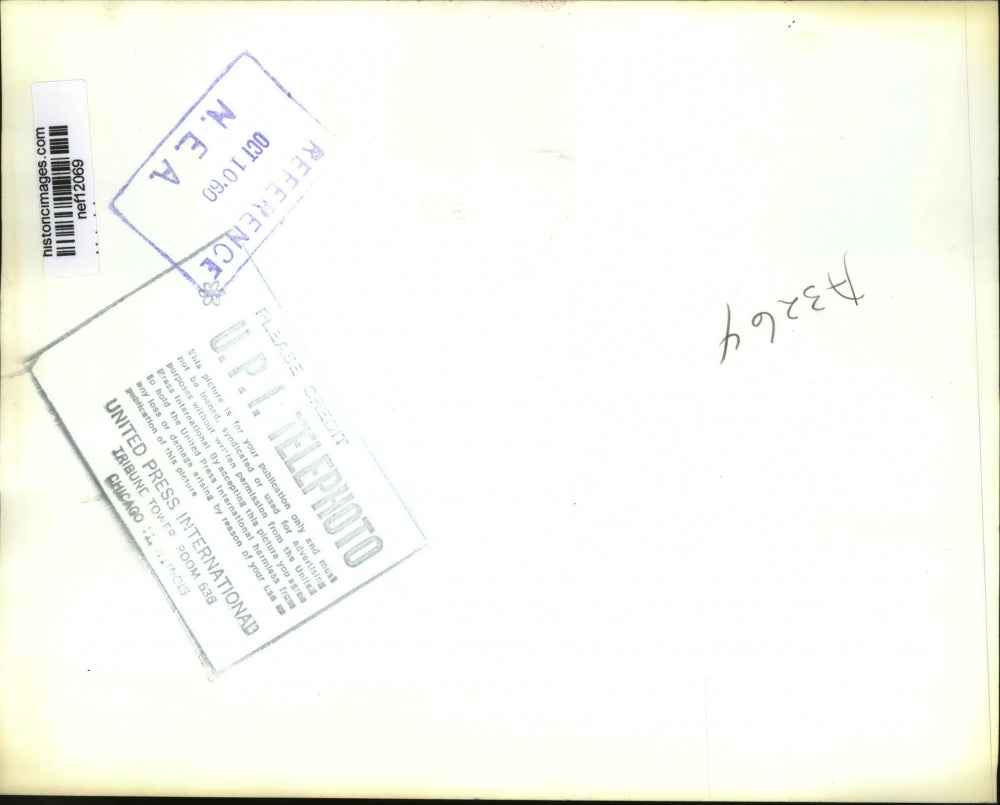 historicimages.com
nef12069
N. E. A
OCT 10 '60
REFERENCE
PLEASE CREDIT
U.P.I. TELEPHOTO
This picture is for your publication only and must
not be loaned, syndicated or used for advertising
purposes without written permission from the United
Press International. By accepting this picture you agree
to hold the United Press International harmless from
any loss or damage arising by reason of your use or
publication of this picture
UNITED PRESS INTERNATIONAL
TRIBUNE TOWER ROOM 636
CHICAGO 11 ILLINOIS
A3264